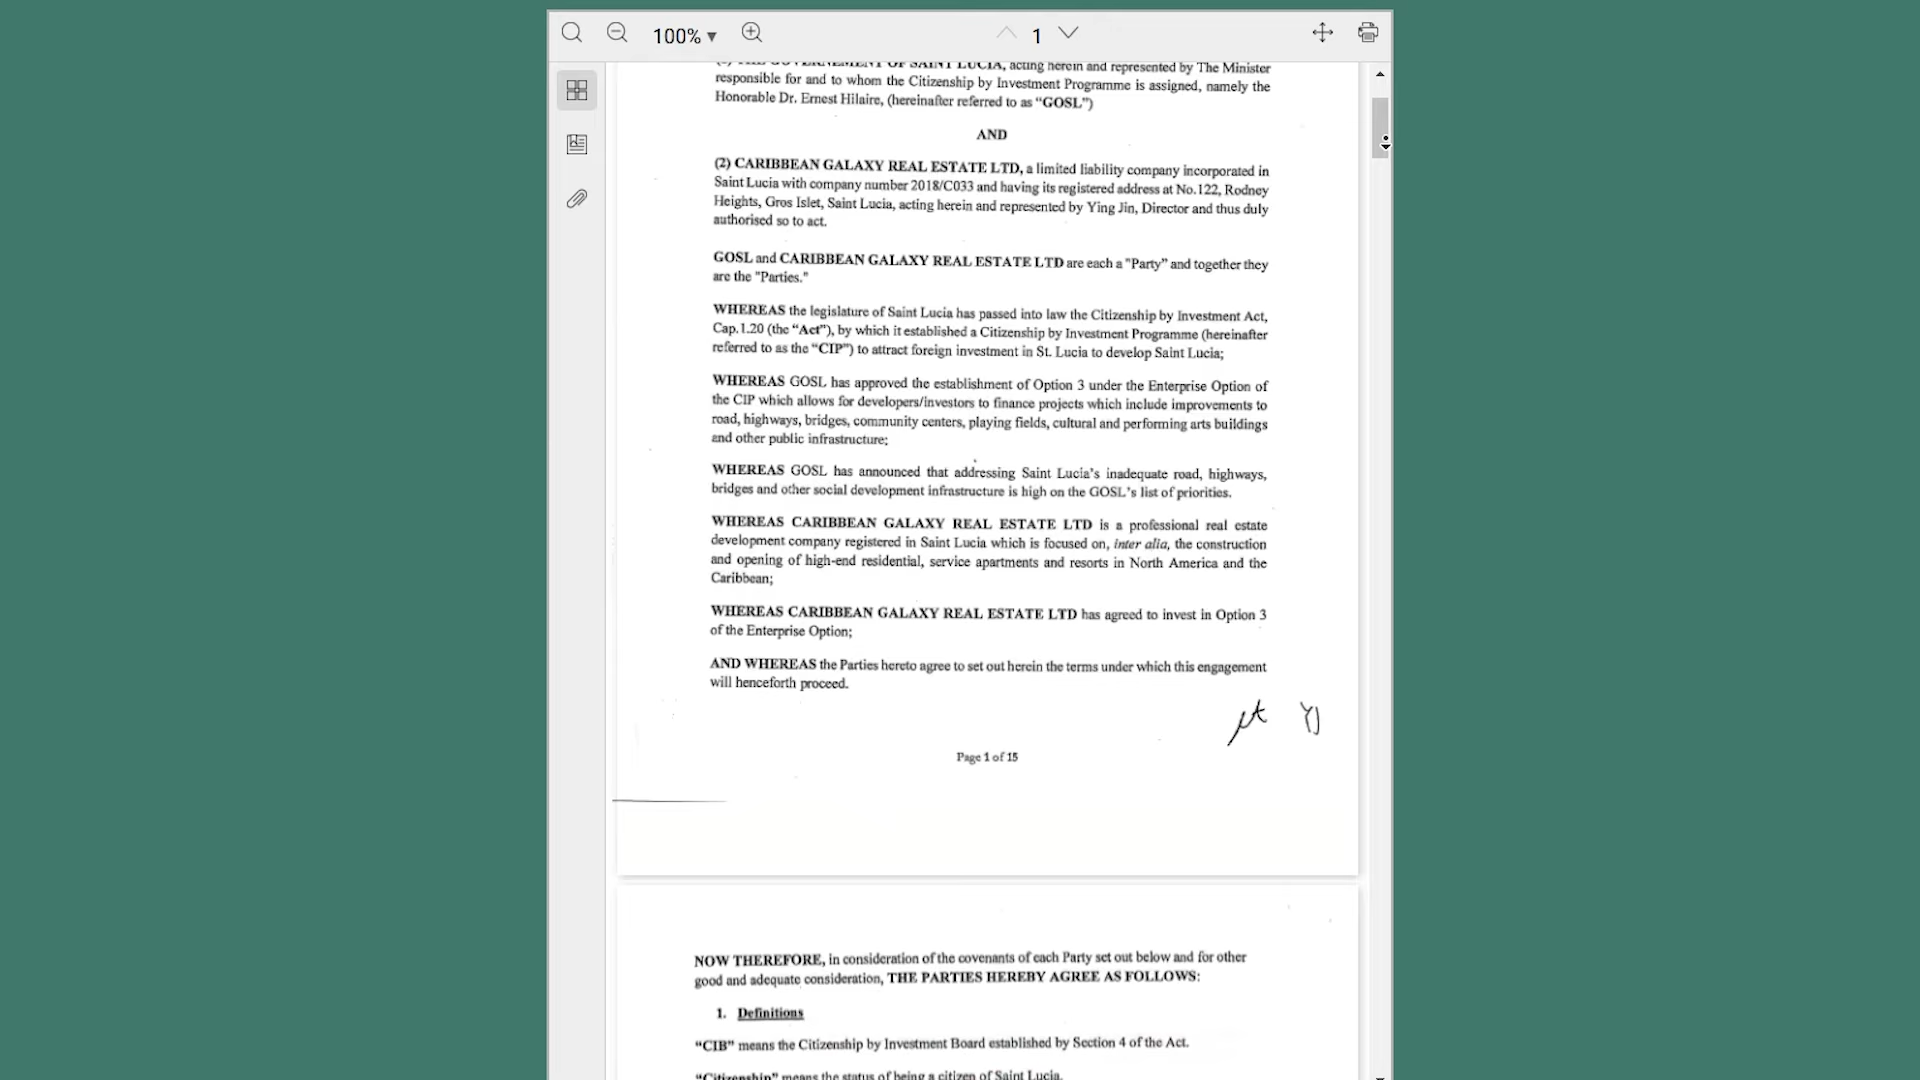 100% ▼
1
THE GOVERNEMENT OF SAINT LUCIA, acting herein and represented by The Minister
responsible for and to whom the Citizenship by Investment Programme is assigned, namely the
Honorable Dr. Ernest Hilaire, (hereinafter referred to as “GOSL”)
AND
(2) CARIBBEAN GALAXY REAL ESTATE LTD, a limited liability company incorporated in
Saint Lucia with company number 2018/C033 and having its registered address at No.122, Rodney
Heights, Gros Islet, Saint Lucia, acting herein and represented by Ying Jin, Director and thus duly
authorised so to act.
GOSL and CARIBBEAN GALAXY REAL ESTATE LTD are each a "Party" and together they
are the "Parties."
WHEREAS the legislature of Saint Lucia has passed into law the Citizenship by Investment Act,
Cap.1.20 (the “Act”), by which it established a Citizenship by Investment Programme (hereinafter
referred to as the “CIP”) to attract foreign investment in St. Lucia to develop Saint Lucia;
WHEREAS GOSL has approved the establishment of Option 3 under the Enterprise Option of
the CIP which allows for developers/investors to finance projects which include improvements to
road, highways, bridges, community centers, playing fields, cultural and performing arts buildings
and other public infrastructure;
WHEREAS GOSL has announced that addressing Saint Lucia's inadequate road, highways,
bridges and other social development infrastructure is high on the GOSL's list of priorities.
WHEREAS CARIBBEAN GALAXY REAL ESTATE LTD is a professional real estate
development company registered in Saint Lucia which is focused on, inter alia, the construction
and opening of high-end residential, service apartments and resorts in North America and the
Caribbean;
WHEREAS CARIBBEAN GALAXY REAL ESTATE LTD has agreed to invest in Option 3
of the Enterprise Option;
AND WHEREAS the Parties hereto agree to set out herein the terms under which this engagement
will henceforth proceed.
YJ
Page 1 of 15
NOW THEREFORE, in consideration of the covenants of each Party set out below and for other
good and adequate consideration, THE PARTIES HEREBY AGREE AS FOLLOWS:
1. Definitions
“CIB” means the Citizenship by Investment Board established by Section 4 of the Act.
“Citizenship” means the status of being a citizen of Saint Lucia.